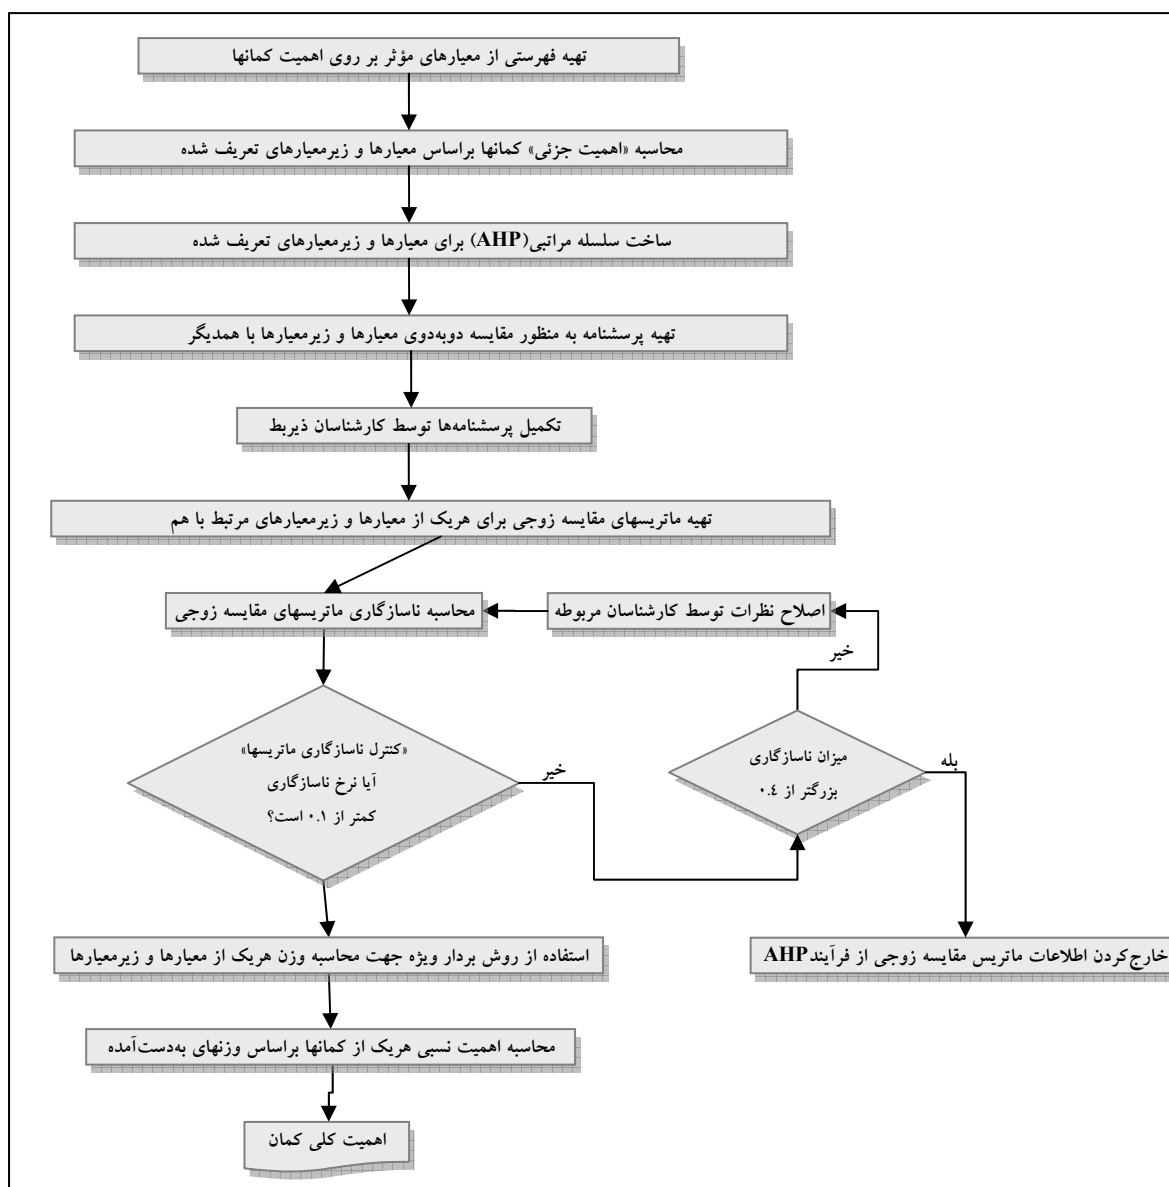 تهیه فهرستی از معیارهای مؤثر بر روی اهمیت کمانها
محاسبه «اهمیت جزئی» کمانها براساس معیارها و زیرمعیارهای تعریف شده
ساخت سلسله مراتبی(AHP) برای معیارها و زیرمعیارهای تعریف شده
تهیه پرسشنامه به منظور مقایسه دوبه‌دوی معیارها و زیرمعیارها با همدیگر
تکمیل پرسشنامه‌ها توسط کارشناسان ذیربط
تهیه ماتریسهای مقایسه زوجی برای هریک از معیارها و زیرمعیارهای مرتبط با هم
محاسبه ناسازگاری ماتریسهای مقایسه زوجی
اصلاح نظرات توسط کارشناسان مربوطه
خیر
«کنترل ناسازگاری ماتریسها»
آیا نرخ ناسازگاری
کمتر از ۰.۱ است؟
خیر
میزان ناسازگاری
بزرگتر از ۰.٤
بله
استفاده از روش بردار ویژه جهت محاسبه وزن هریک از معیارها و زیرمعیارها
خارج‌کردن اطلاعات ماتریس مقایسه زوجی از فرآیندAHP
محاسبه اهمیت نسبی هریک از کمانها براساس وزنهای به‌دست‌آمده
اهمیت کلی کمان